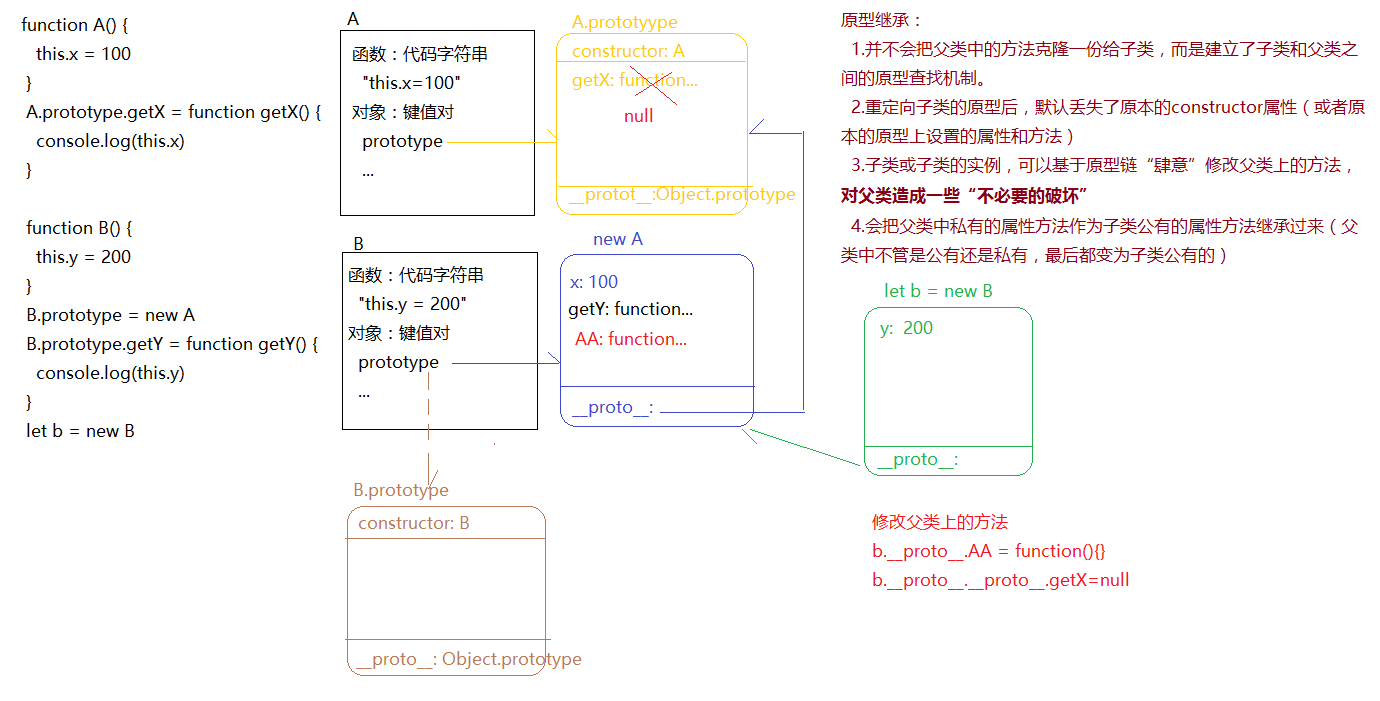 function A() {
this.x = 100
}
A.prototype.getX = function getX() {
console.log(this.x)
}
function B() {
this.y = 200
}
B.prototype = new A
B.prototype.getY = function getY() {
console.log(this.y)
}
let b = new B
A
函数：代码字符串
"this.x=100"
对象：键值对
prototype
...
A.prototyype
constructor: A
getX: function...
null
__protot__:Object.prototype
B
函数：代码字符串
"this.y = 200"
对象：键值对
prototype
...
new A
x: 100
getY: function...
AA: function...
__proto__:
B.prototype
constructor: B
__proto__: Object.prototype
原型继承：
1.并不会把父类中的方法克隆一份给子类，而是建立了子类和父类之
间的原型查找机制。
2.重定向子类的原型后，默认丢失了原本的constructor属性（或者原
本的原型上设置的属性和方法）
3.子类或子类的实例，可以基于原型链“肆意”修改父类上的方法，
对父类造成一些“不必要的破坏”
4.会把父类中私有的属性方法作为子类公有的属性方法继承过来（父
类中不管是公有还是私有，最后都变为子类公有的）
let b = new B
y: 200
__proto__:
修改父类上的方法
b.__proto__.AA = function(){}
b.__proto__.__proto__.getX=null